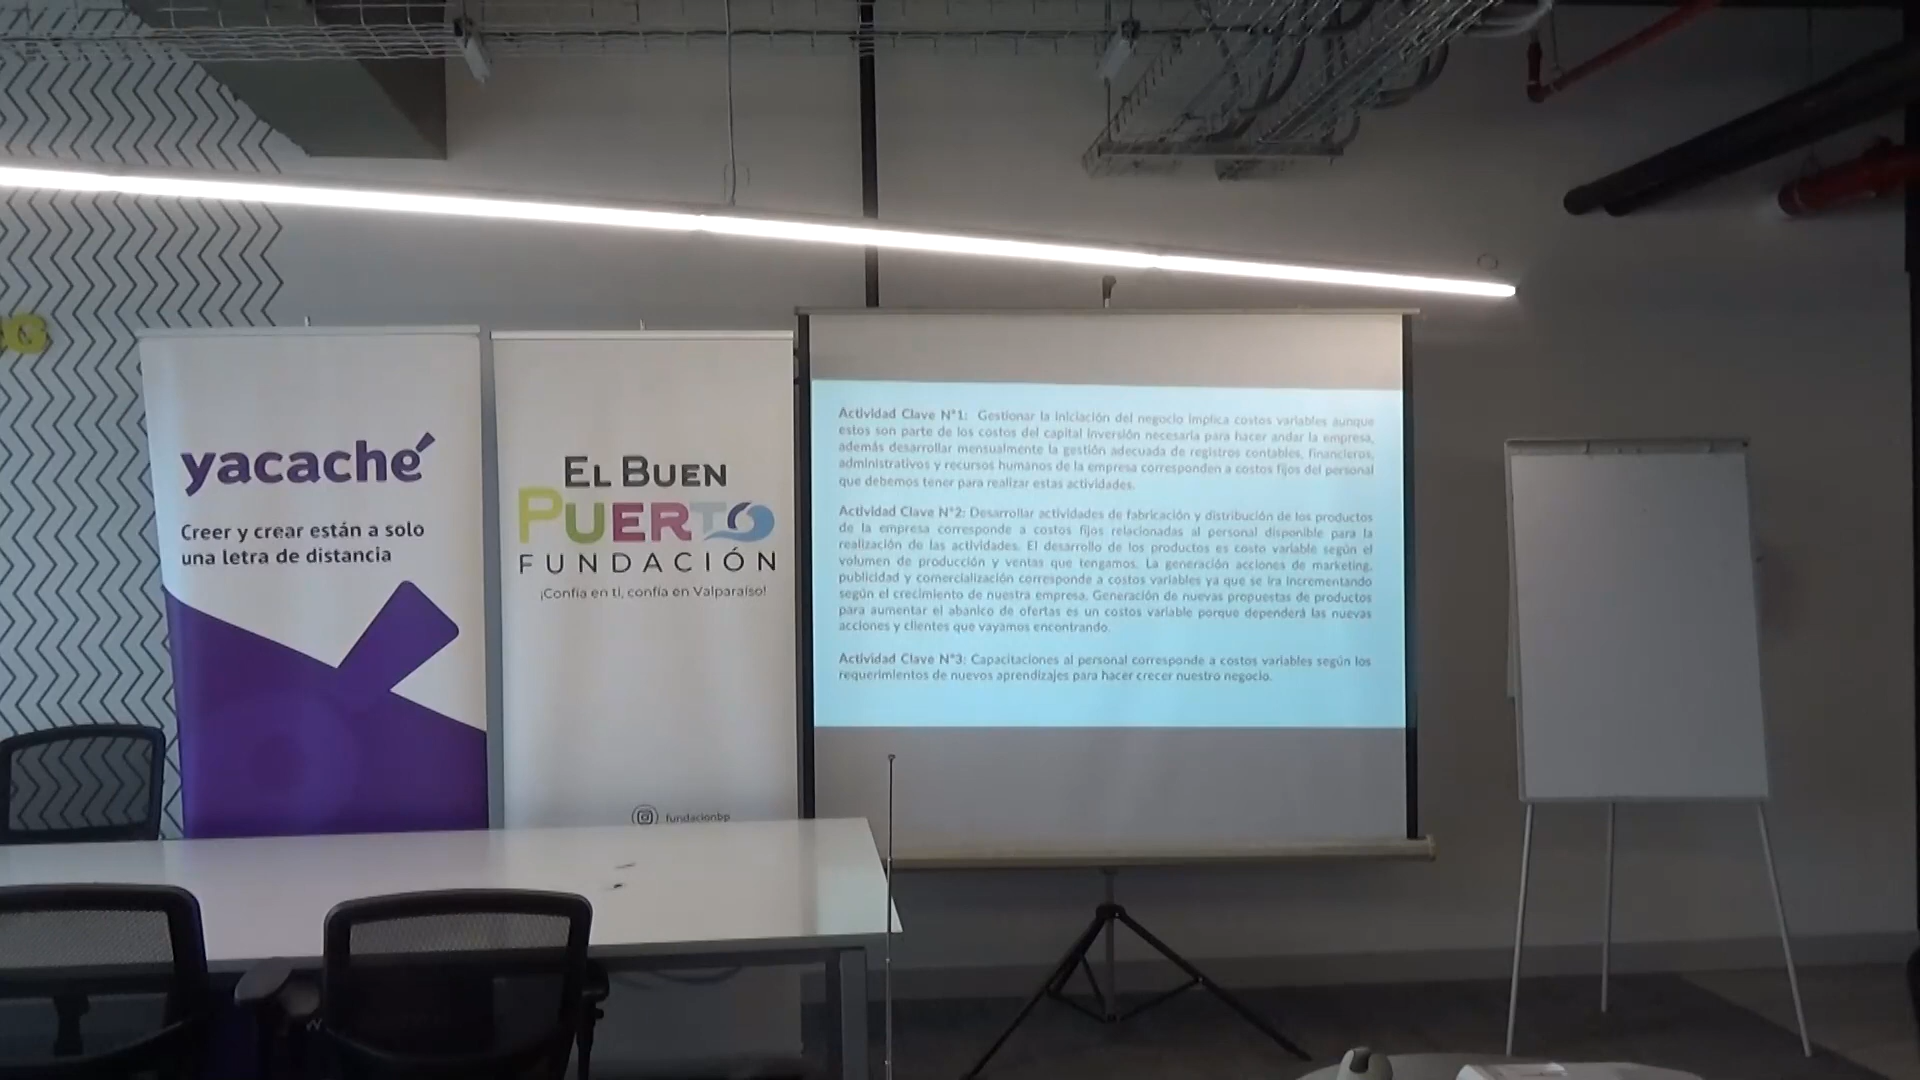 yacaché
Creer y crear están a solo
una letra de distancia
EL BUEN
PUERTO
FUNDACIÓN
¡Confía en ti, confía en Valparaíso!
fundacionbp
Actividad Clave N°1: Gestionar la iniciación del negocio implica costos variables aunque
estos son parte de los costos del capital inversión necesaria para hacer andar la empresa,
además desarrollar mensualmente la gestión adecuada de registros contables, financieros,
administrativos y recursos humanos de la empresa corresponden a costos fijos del personal
que debemos tener para realizar estas actividades.
Actividad Clave N°2: Desarrollar actividades de fabricación y distribución de los productos
de la empresa corresponde a costos fijos relacionadas al personal disponible para la
realización de las actividades. El desarrollo de los productos es costo variable según el
volumen de producción y ventas que tengamos. La generación acciones de marketing,
publicidad y comercialización corresponde a costos variables ya que se ira incrementando
según el crecimiento de nuestra empresa. Generación de nuevas propuestas de productos
para aumentar el abanico de ofertas es un costos variable porque dependerá las nuevas
acciones y clientes que vayamos encontrando.
Actividad Clave N°3: Capacitaciones al personal corresponde a costos variables según los
requerimientos de nuevos aprendizajes para hacer crecer nuestro negocio.